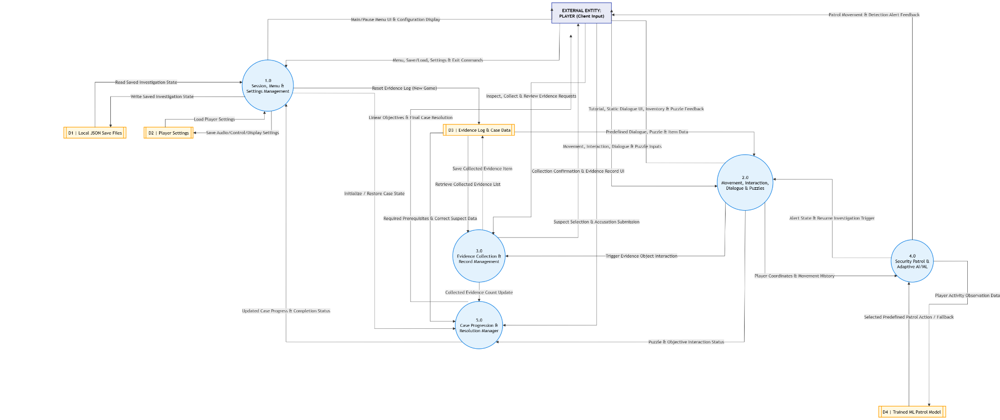 EXTERNAL ENTITY:
PLAYER (Client Input)
Patrol Movement & Detection Alert Feedback
Main/Pause Menu UI & Configuration Display
Menu, Save/Load, Settings & Exit Commands
1.0
Session, Menu &
Settings Management
Read Saved Investigation State
Reset Evidence Log (New Game)
Write Saved Investigation State
Inspect, Collect & Review Evidence Requests
Tutorial, Static Dialogue UI, Inventory & Puzzle Feedback
Linear Objectives & Final Case Resolution
Load Player Settings
D1 | Local JSON Save Files
D2 | Player Settings
Save Audio/Control/Display Settings
D3 | Evidence Log & Case Data
Predefined Dialogue, Puzzle & Item Data
Movement, Interaction, Dialogue & Puzzle Inputs
Save Collected Evidence Item
Collection Confirmation & Evidence Record UI
2.0
Movement, Interaction,
Dialogue & Puzzles
Retrieve Collected Evidence List
Initialize / Restore Case State
Required Prerequisites & Correct Suspect Data
Suspect Selection & Accusation Submission
Alert State & Resume Investigation Trigger
3.0
Evidence Collection &
Record Management
Trigger Evidence Object Interaction
4.0
Security Patrol &
Adaptive AI/ML
Player Coordinates & Movement History
Collected Evidence Count Update
Player Activity Observation Data
Updated Case Progress & Completion Status
5.0
Case Progression &
Resolution Manager
Selected Predefined Patrol Action / Fallback
Puzzle & Objective Interaction Status
D4 | Trained ML Patrol Model